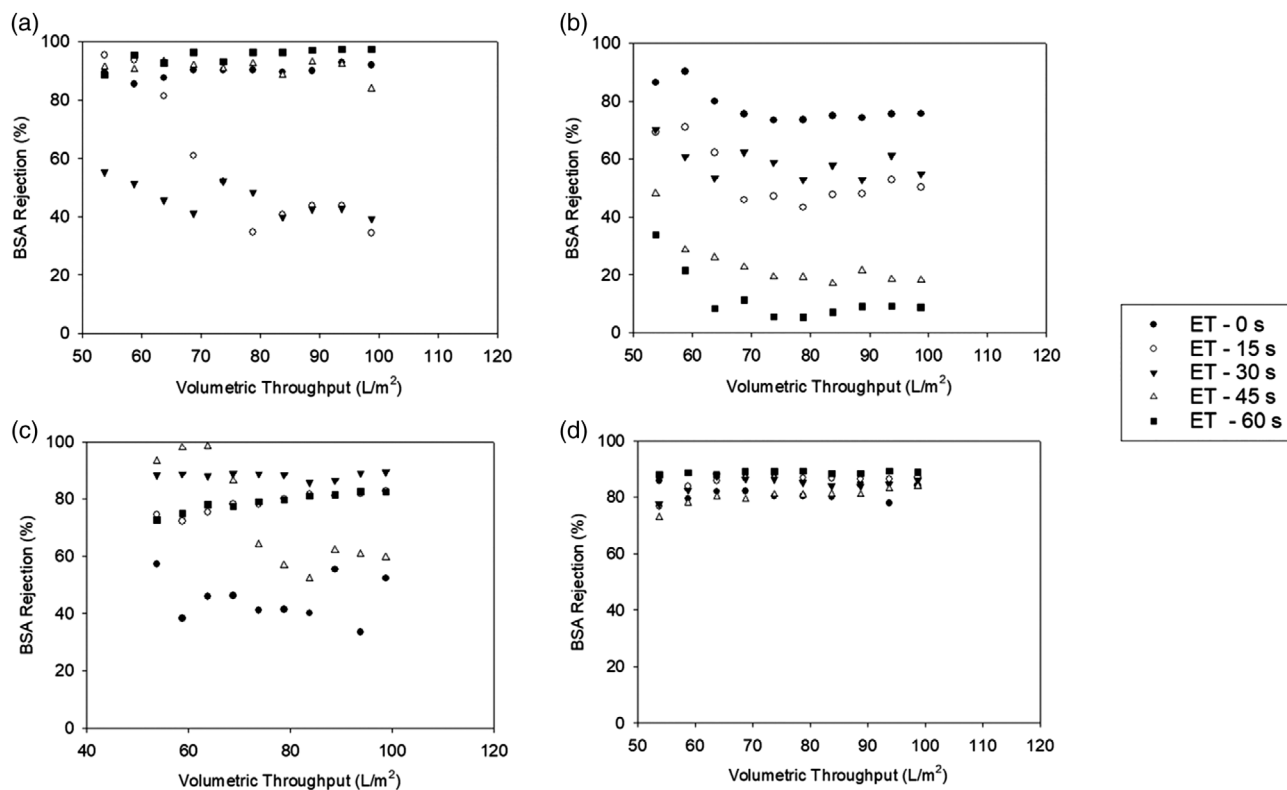 (a)
100
80
60
40
20
0
BSA Rejection (%)
50 60 70 80 90 100 110 120
Volumetric Throughput (L/m²)
(b)
100
80
60
40
20
0
BSA Rejection (%)
50 60 70 80 90 100 110 120
Volumetric Throughput (L/m²)
ET - 0 s
ET - 15 s
ET - 30 s
ET - 45 s
ET - 60 s
(c)
100
80
60
40
20
0
BSA Rejection (%)
40 60 80 100 120
Volumetric Throughput (L/m²)
(d)
100
80
60
40
20
0
BSA Rejection (%)
50 60 70 80 90 100 110 120
Volumetric Throughput (L/m²)